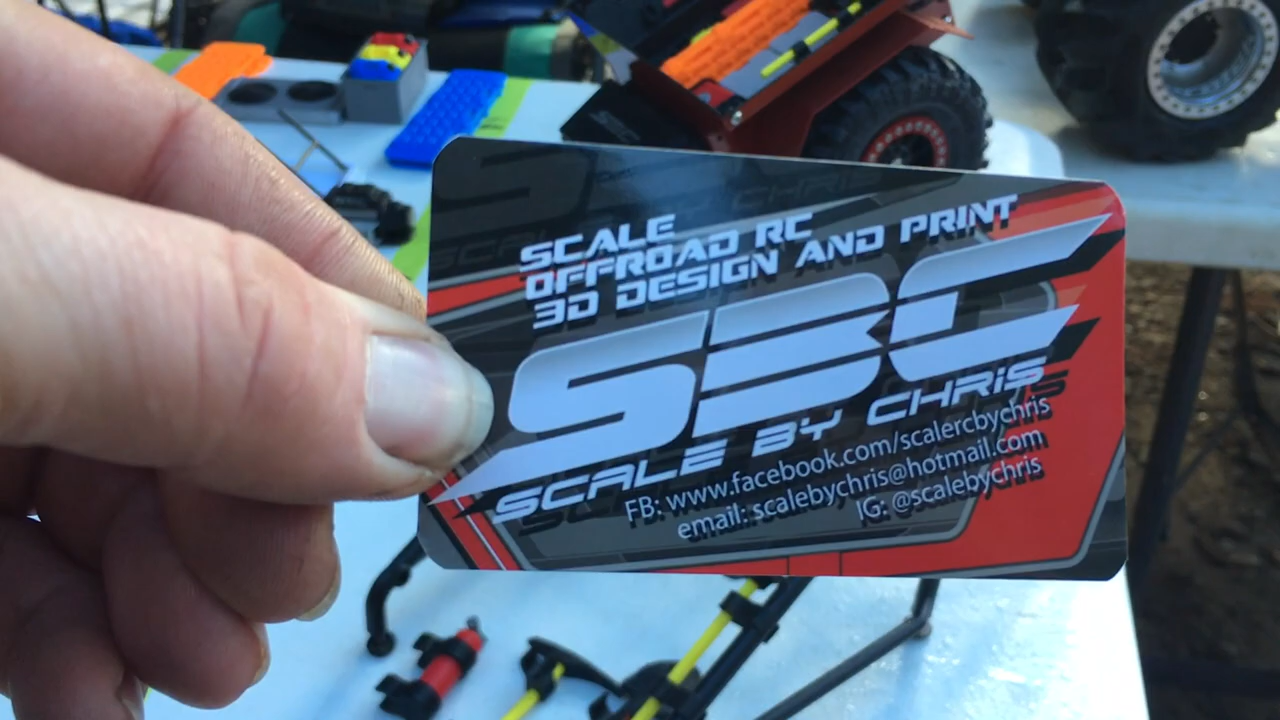 SCALE
OFFROAD RC
3D DESIGN AND PRINT
SBC
SCALE BY CHRiS
FB: www.facebook.com/scalercbychris
email: scalebychris@hotmail.com
IG: @scalebychris